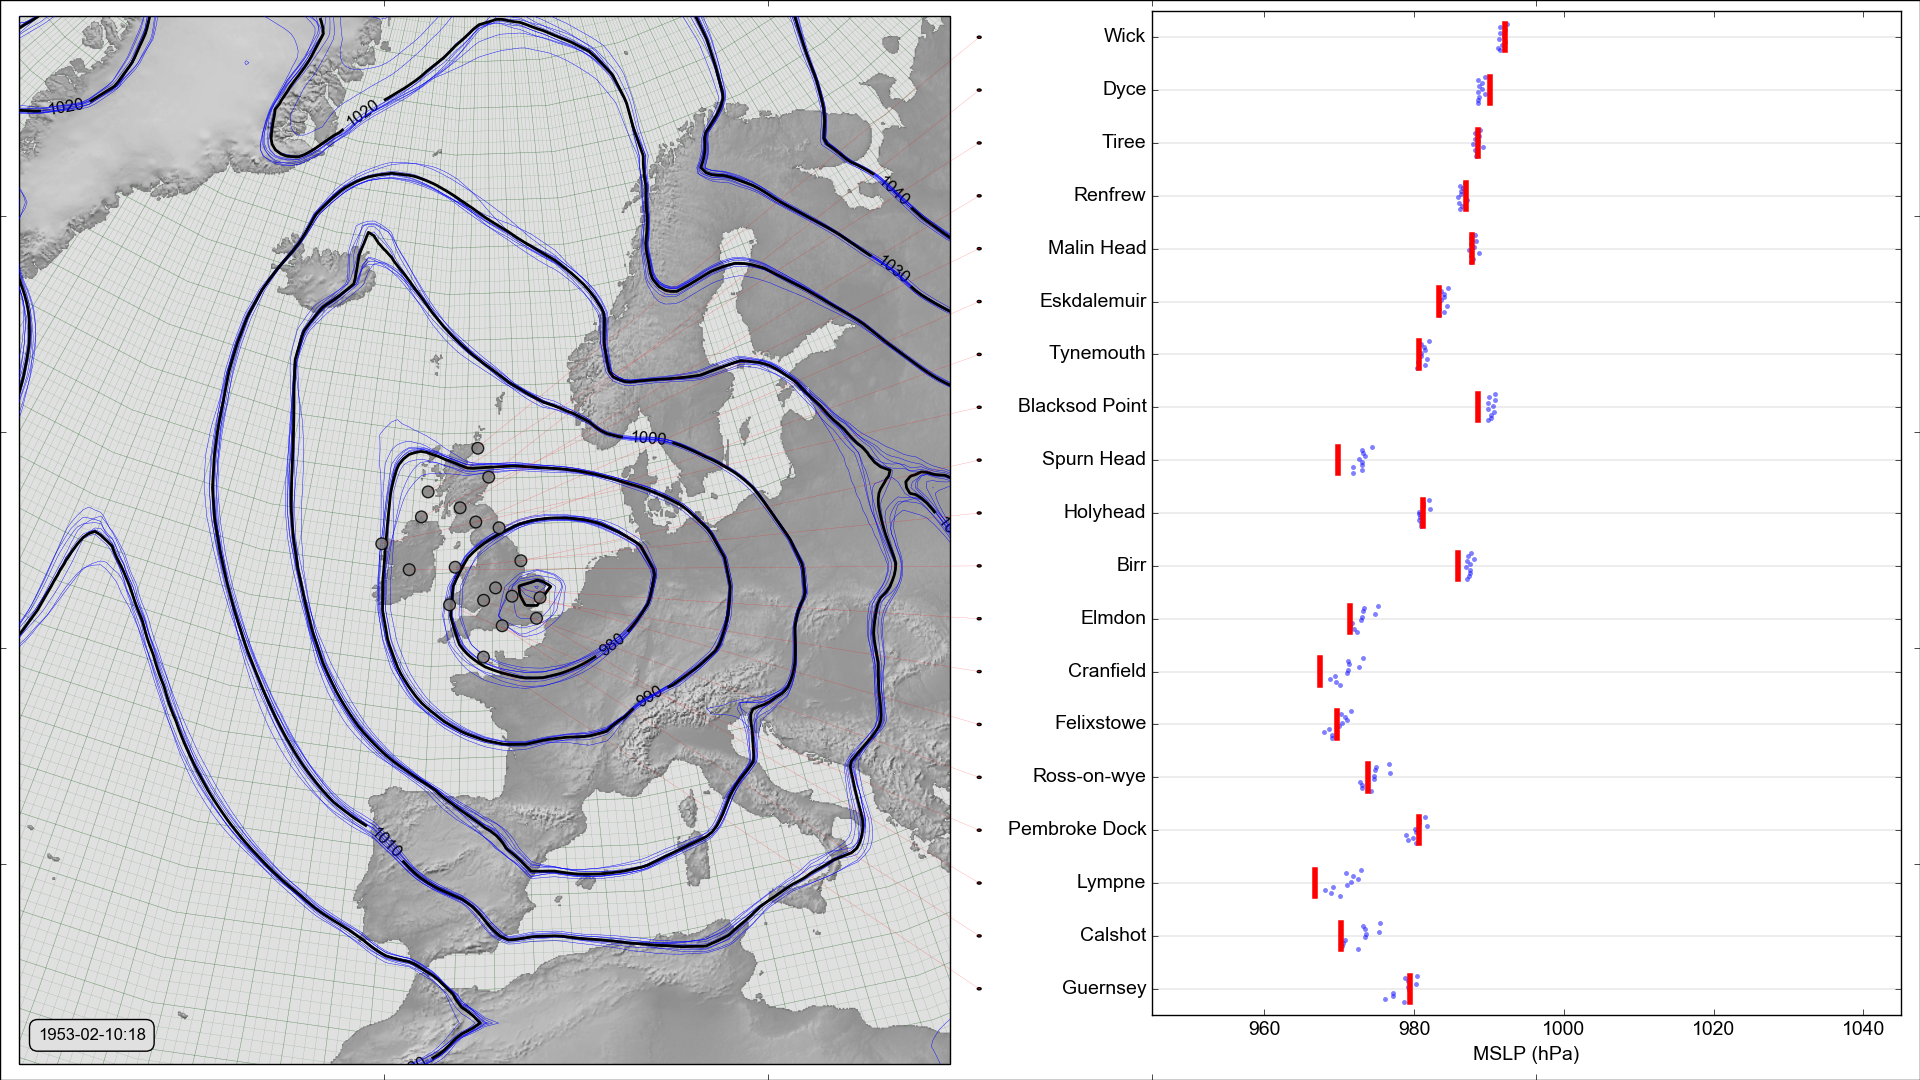 1020
1020
1040
1030
1000
980
990
1010
1953-02-10:18
Wick
Dyce
Tiree
Renfrew
Malin Head
Eskdalemuir
Tynemouth
Blacksod Point
Spurn Head
Holyhead
Birr
Elmdon
Cranfield
Felixstowe
Ross-on-wye
Pembroke Dock
Lympne
Calshot
Guernsey
960 980 1000 1020 1040
MSLP (hPa)